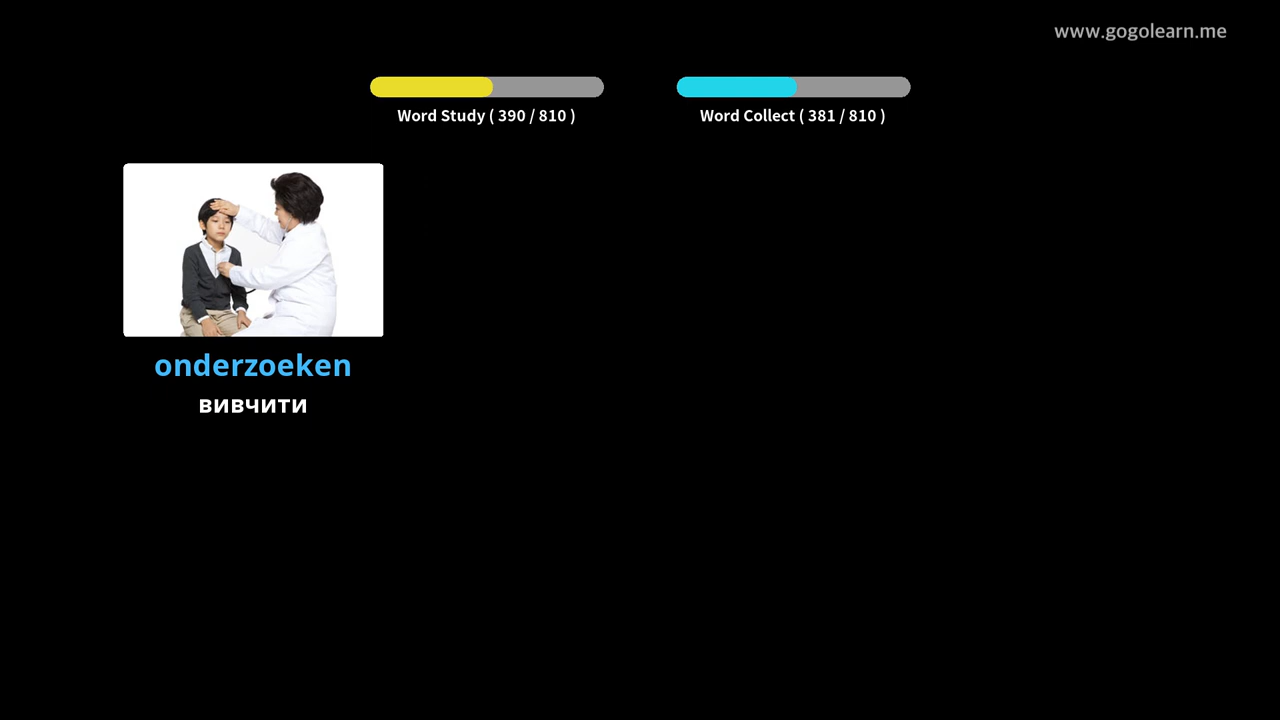 www.gogolearn.me
Word Study ( 390 / 810 )
Word Collect ( 381 / 810 )
onderzoeken
вивчити